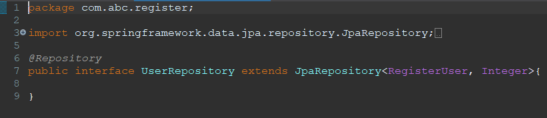 1 package com.abc.register;
2
3 import org.springframework.data.jpa.repository.JpaRepository;
5
6 @Repository
7 public interface UserRepository extends JpaRepository<RegisterUser, Integer>{
8
9 }